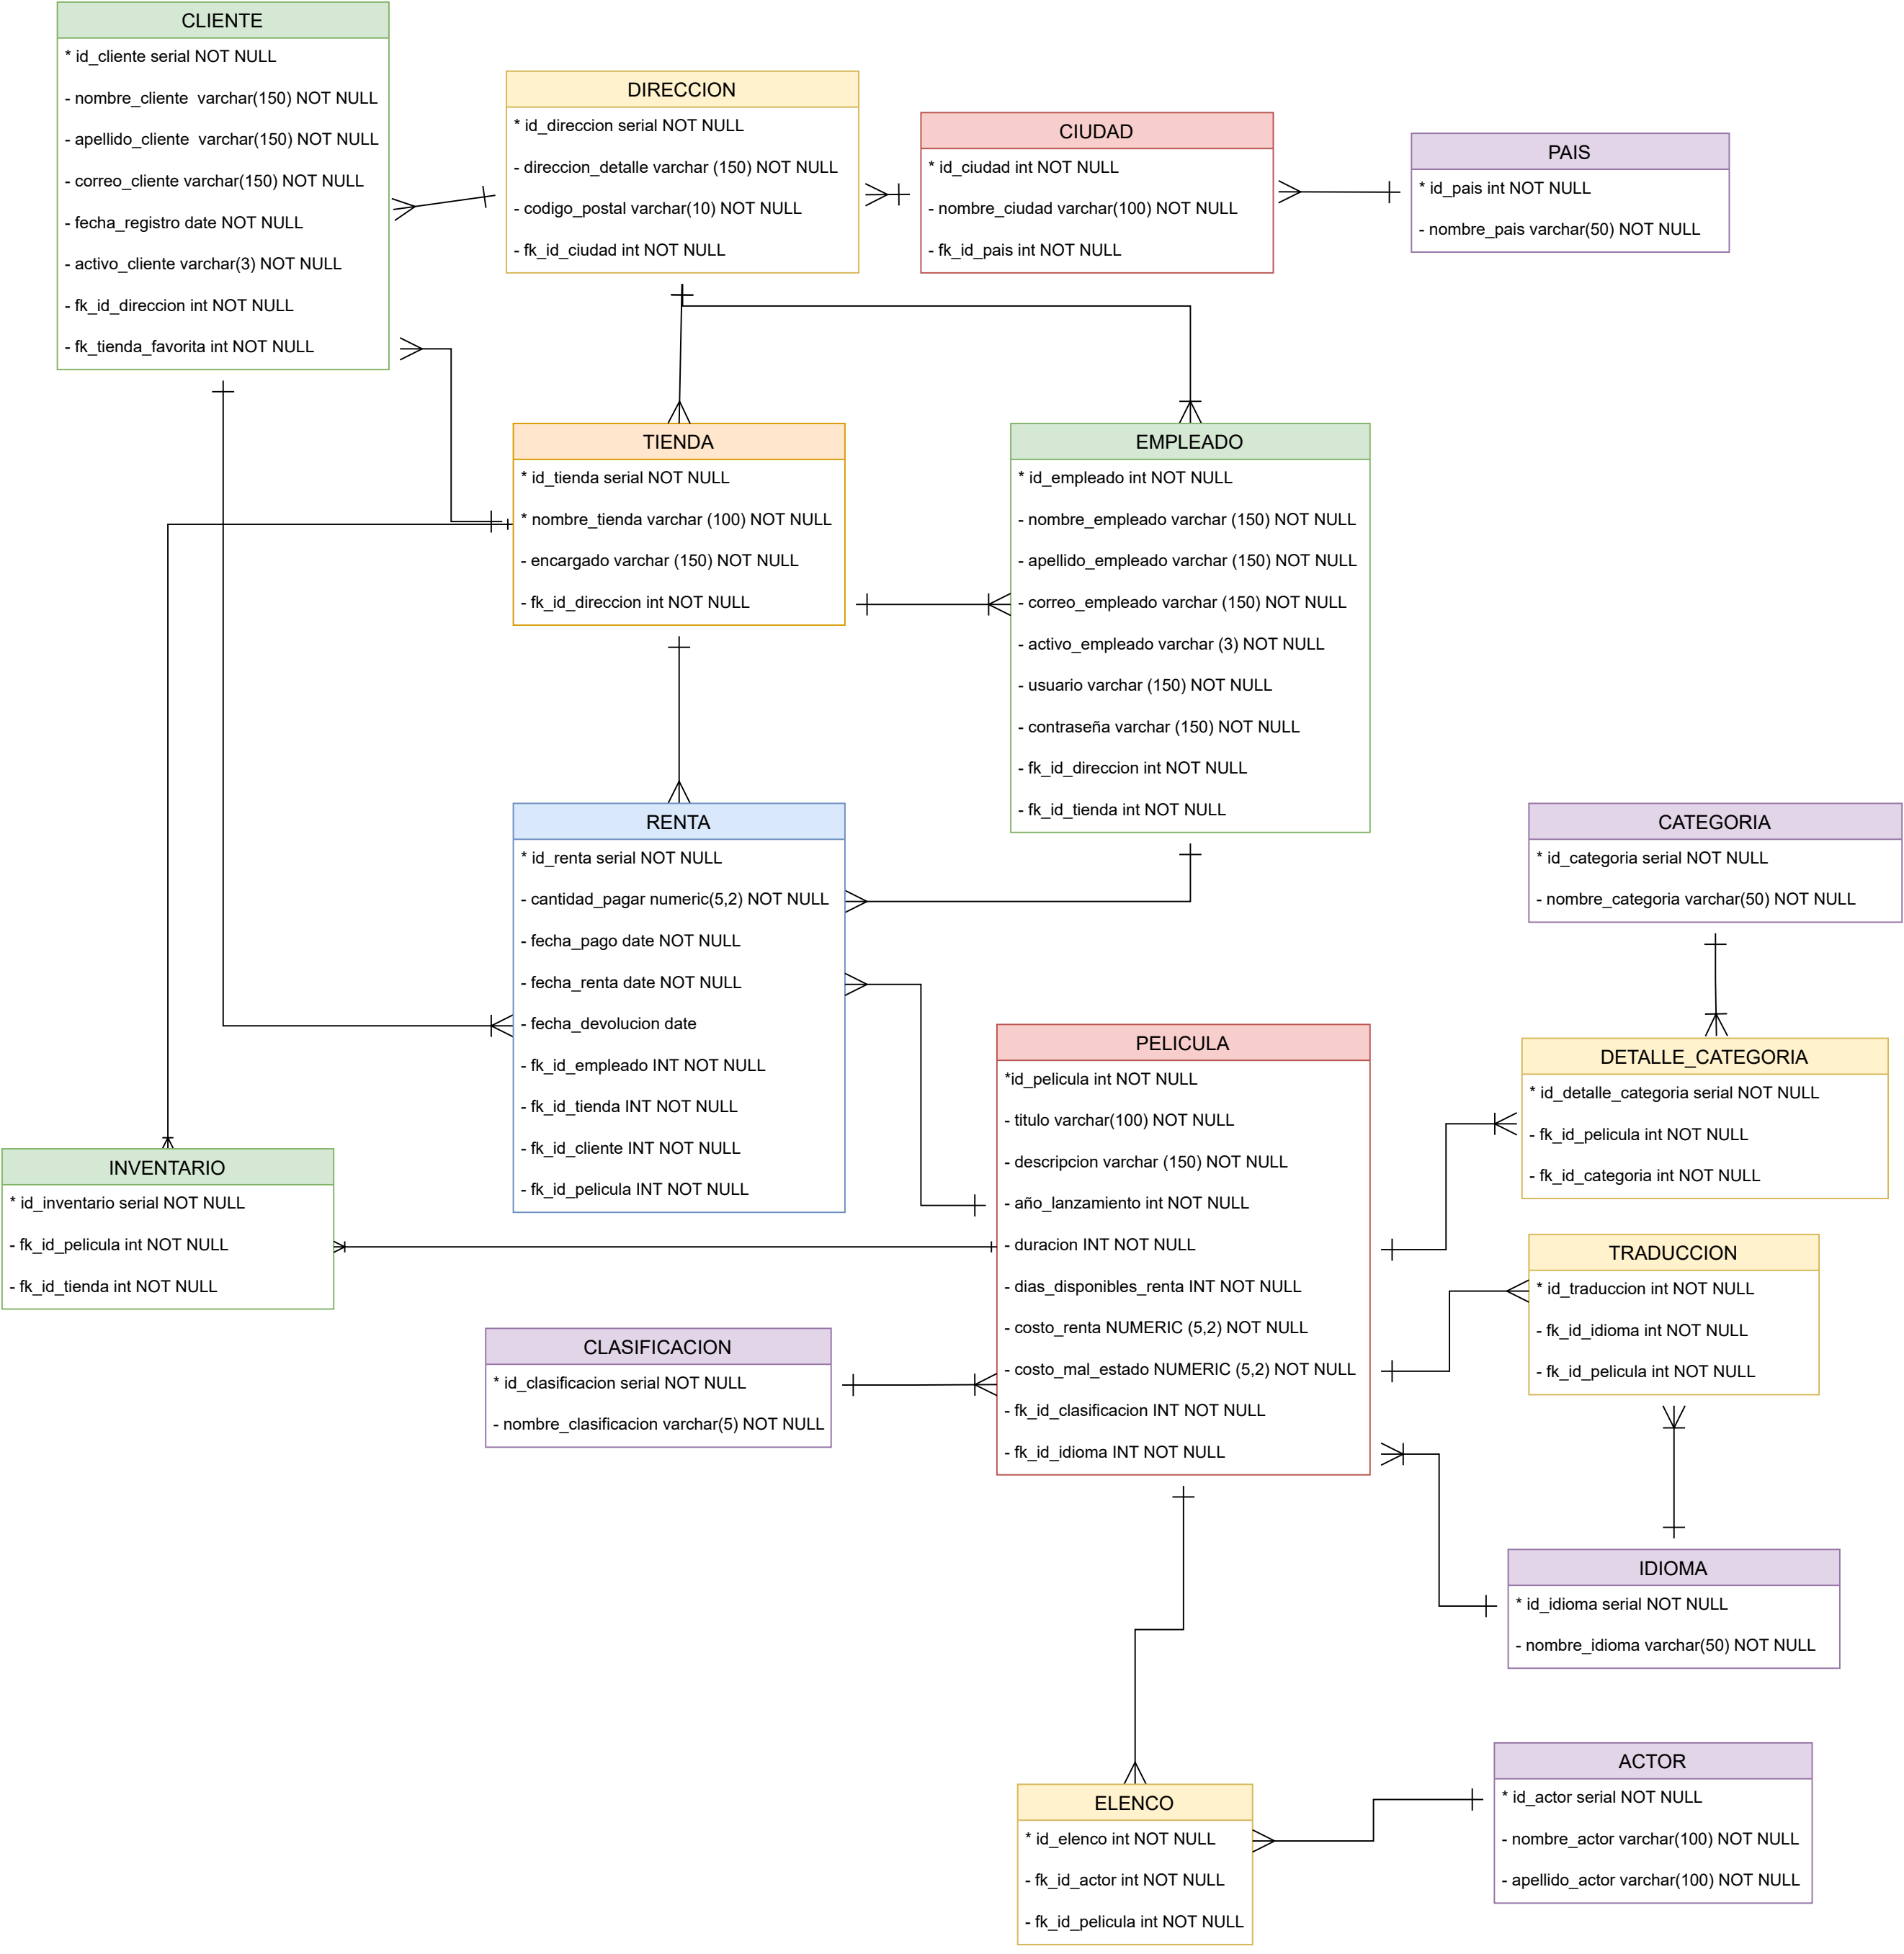 CLIENTE
* id_cliente serial NOT NULL
- nombre_cliente  varchar(150) NOT NULL
- apellido_cliente  varchar(150) NOT NULL
- correo_cliente varchar(150) NOT NULL
- fecha_registro date NOT NULL
- activo_cliente varchar(3) NOT NULL
- fk_id_direccion int NOT NULL
- fk_tienda_favorita int NOT NULL
DIRECCION
* id_direccion serial NOT NULL
- direccion_detalle varchar (150) NOT NULL
- codigo_postal varchar(10) NOT NULL
- fk_id_ciudad int NOT NULL
CIUDAD
* id_ciudad int NOT NULL
- nombre_ciudad varchar(100) NOT NULL
- fk_id_pais int NOT NULL
PAIS
* id_pais int NOT NULL
- nombre_pais varchar(50) NOT NULL
TIENDA
* id_tienda serial NOT NULL
* nombre_tienda varchar (100) NOT NULL
- encargado varchar (150) NOT NULL
- fk_id_direccion int NOT NULL
EMPLEADO
* id_empleado int NOT NULL
- nombre_empleado varchar (150) NOT NULL
- apellido_empleado varchar (150) NOT NULL
- correo_empleado varchar (150) NOT NULL
- activo_empleado varchar (3) NOT NULL
- usuario varchar (150) NOT NULL
- contraseña varchar (150) NOT NULL
- fk_id_direccion int NOT NULL
- fk_id_tienda int NOT NULL
RENTA
* id_renta serial NOT NULL
- cantidad_pagar numeric(5,2) NOT NULL
- fecha_pago date NOT NULL
- fecha_renta date NOT NULL
- fecha_devolucion date
- fk_id_empleado INT NOT NULL
- fk_id_tienda INT NOT NULL
- fk_id_cliente INT NOT NULL
- fk_id_pelicula INT NOT NULL
CATEGORIA
* id_categoria serial NOT NULL
- nombre_categoria varchar(50) NOT NULL
PELICULA
*id_pelicula int NOT NULL
- titulo varchar(100) NOT NULL
- descripcion varchar (150) NOT NULL
- año_lanzamiento int NOT NULL
- duracion INT NOT NULL
- dias_disponibles_renta INT NOT NULL
- costo_renta NUMERIC (5,2) NOT NULL
- costo_mal_estado NUMERIC (5,2) NOT NULL
- fk_id_clasificacion INT NOT NULL
- fk_id_idioma INT NOT NULL
DETALLE_CATEGORIA
* id_detalle_categoria serial NOT NULL
- fk_id_pelicula int NOT NULL
- fk_id_categoria int NOT NULL
INVENTARIO
* id_inventario serial NOT NULL
- fk_id_pelicula int NOT NULL
- fk_id_tienda int NOT NULL
TRADUCCION
* id_traduccion int NOT NULL
- fk_id_idioma int NOT NULL
- fk_id_pelicula int NOT NULL
CLASIFICACION
* id_clasificacion serial NOT NULL
- nombre_clasificacion varchar(5) NOT NULL
IDIOMA
* id_idioma serial NOT NULL
- nombre_idioma varchar(50) NOT NULL
ELENCO
* id_elenco int NOT NULL
- fk_id_actor int NOT NULL
- fk_id_pelicula int NOT NULL
ACTOR
* id_actor serial NOT NULL
- nombre_actor varchar(100) NOT NULL
- apellido_actor varchar(100) NOT NULL